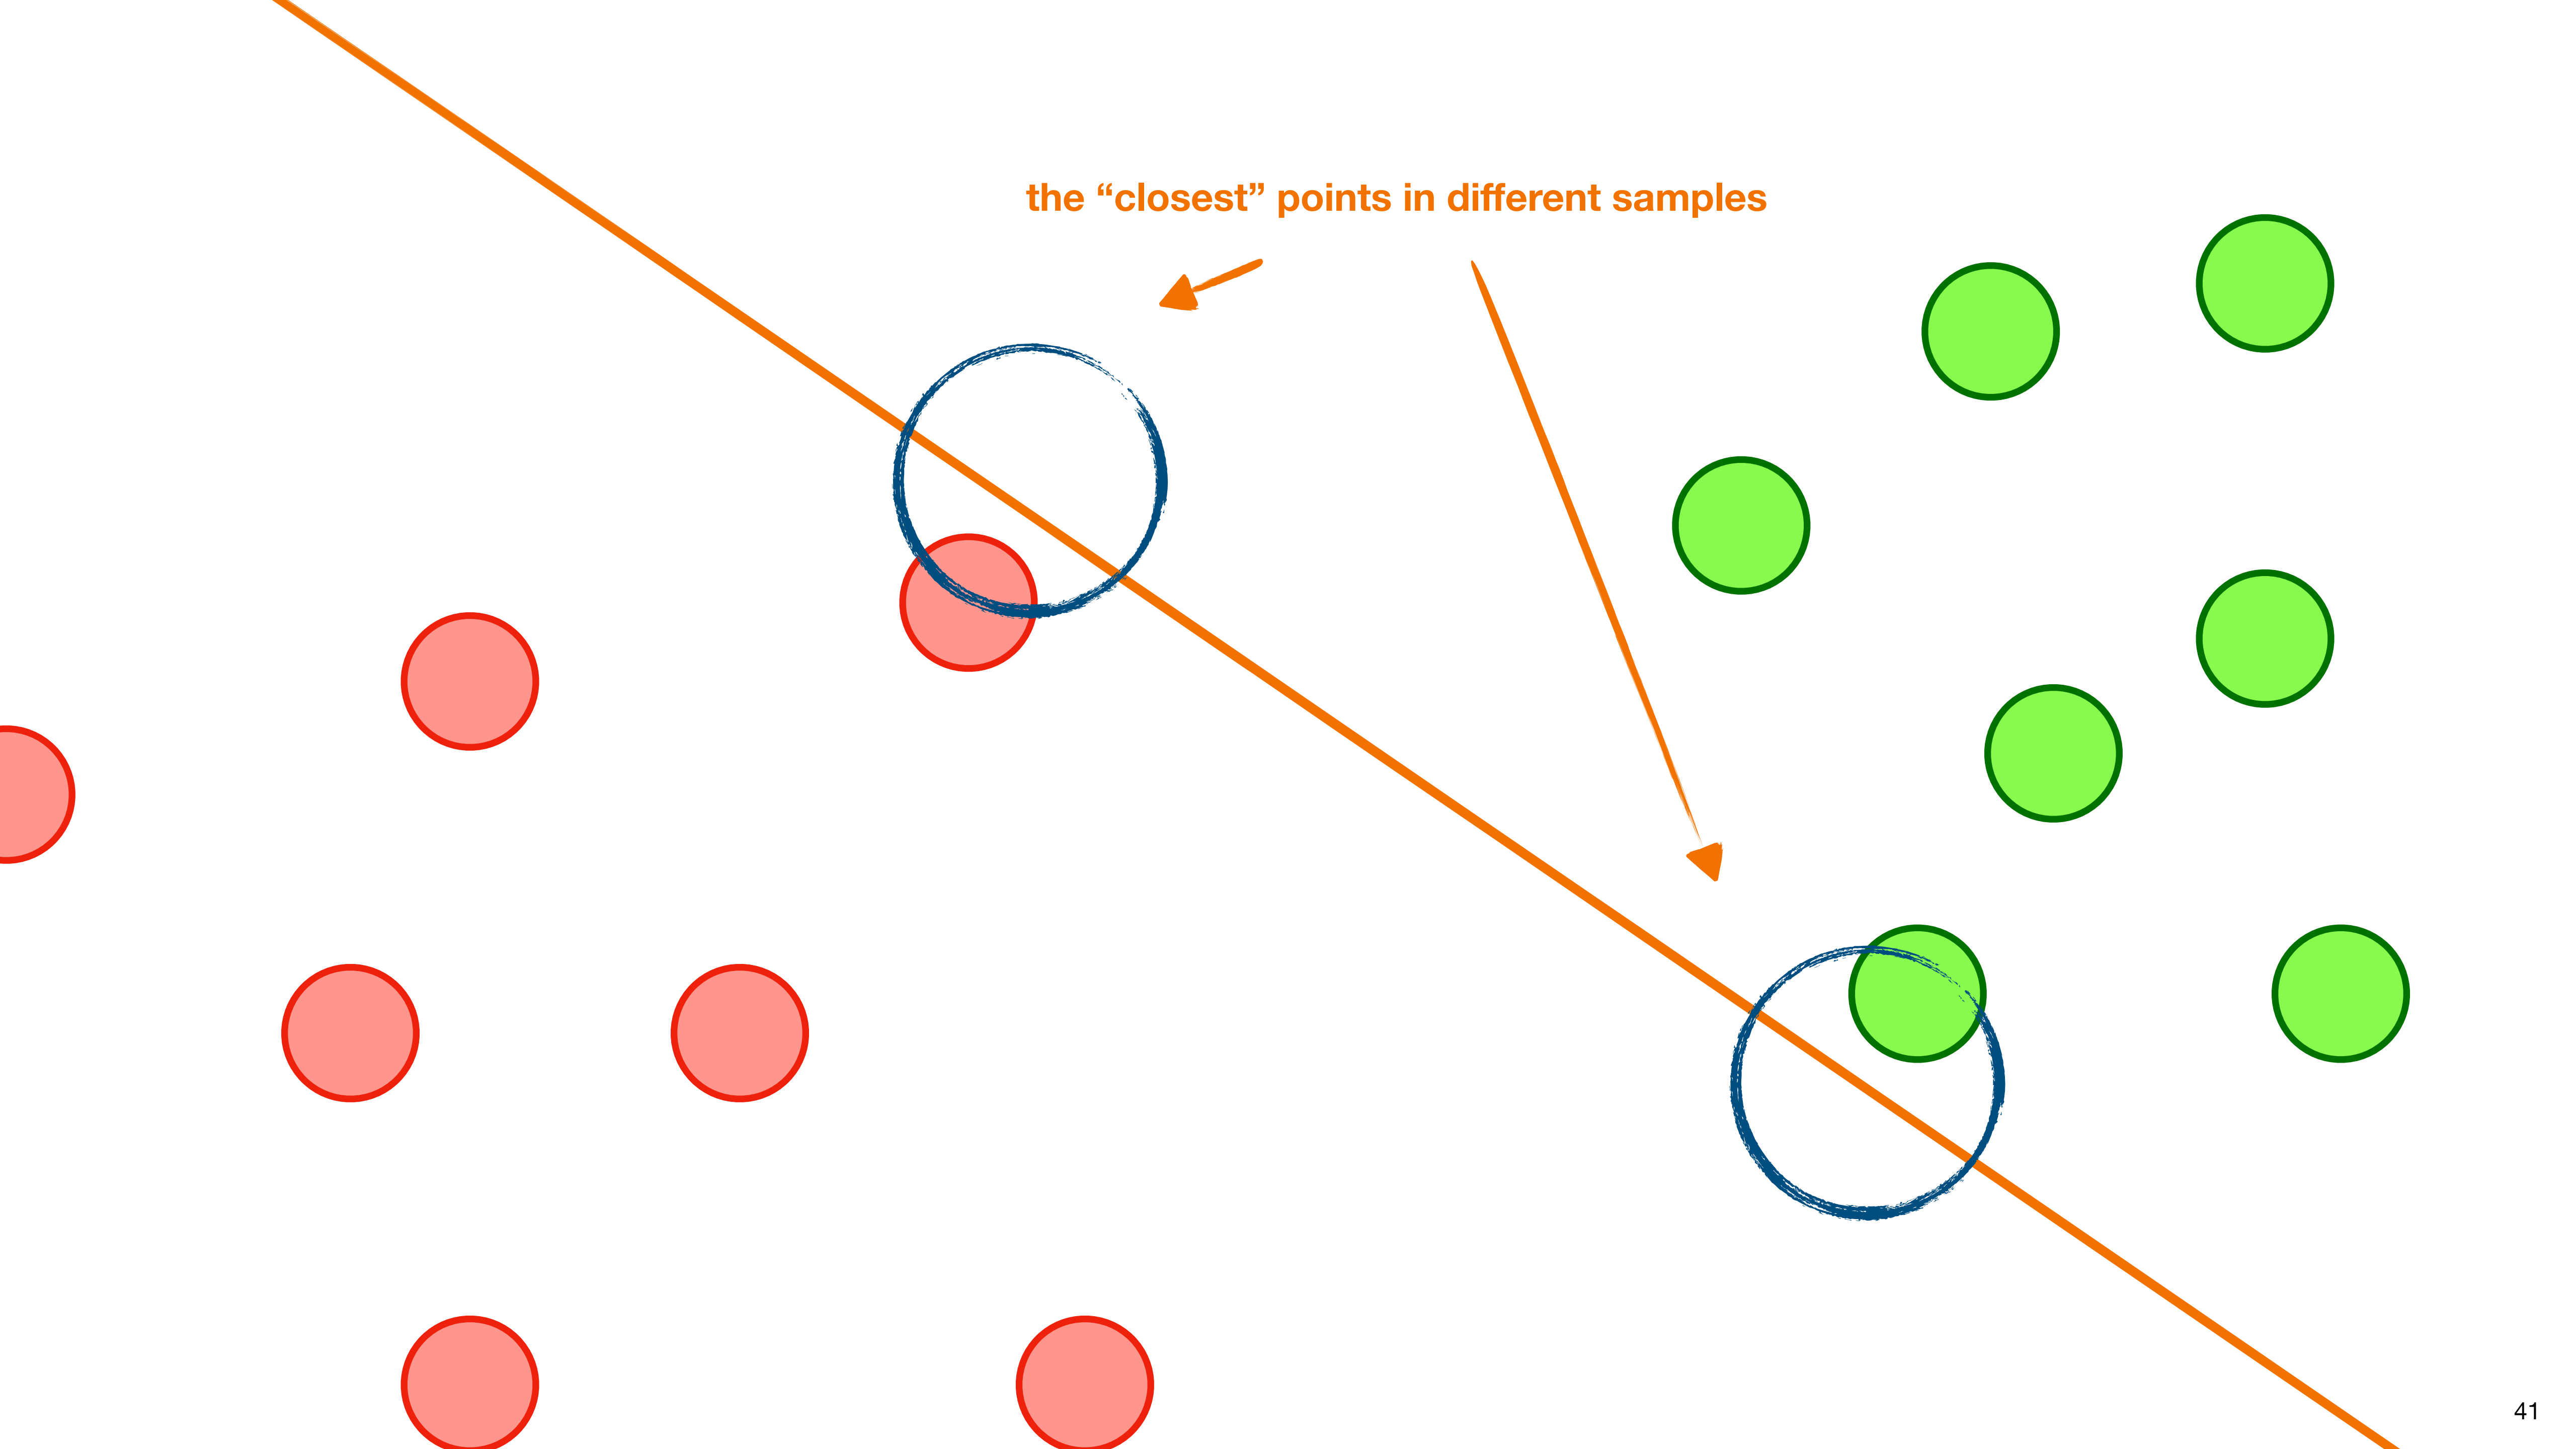 the “closest” points in different samples
41